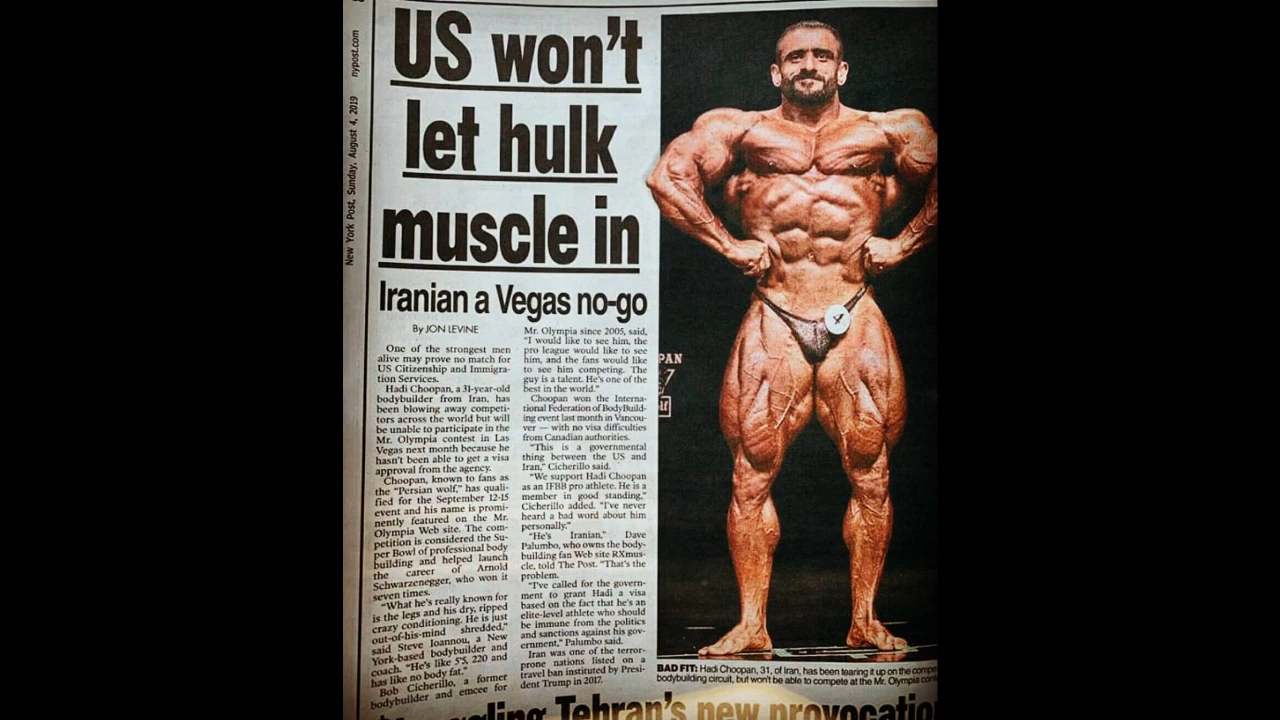 New York Post, Sunday, August 4, 2019 nypost.com
US won't
let hulk
muscle in
Iranian a Vegas no-go
By JON LEVINE
One of the strongest men
alive may prove no match for
US Citizenship and Immigra-
tion Services.
Hadi Choopan, a 31-year-old
bodybuilder from Iran, has
been blowing away competi-
tors across the world but will
be unable to participate in the
Mr. Olympia contest in Las
Vegas next month because he
hasn't been able to get a visa
approval from the agency.
Choopan, known to fans as
the "Persian wolf," has quali-
fied for the September 12-15
event and his name is promi-
nently featured on the Mr.
Olympia Web site. The com-
petition is considered the Su-
per Bowl of professional body
building and helped launch
the career of Arnold
Schwarzenegger, who won it
seven times.
"What he's really known for
is the legs and his dry, ripped
crazy conditioning. He is just
out-of-his-mind shredded,"
said Steve Ioannou, a New
York-based bodybuilder and
coach. "He's like 5'5, 220 and
has like no body fat."
Bob Cicherillo, a former
bodybuilder and emcee for
Mr. Olympia since 2005, said,
"I would like to see him, the
pro league would like to see
him, and the fans would like
to see him competing. The
guy is a talent. He's one of the
best in the world."
Choopan won the Interna-
tional Federation of BodyBuild-
ing event last month in Vancou-
ver — with no visa difficulties
from Canadian authorities.
"This is a governmental
thing between the US and
Iran," Cicherillo said.
"We support Hadi Choopan
as an IFBB pro athlete. He is a
member in good standing,"
Cicherillo added. "I've never
heard a bad word about him
personally."
"He's Iranian," Dave
Palumbo, who owns the body-
building fan Web site RXmus-
cle, told The Post. "That's the
problem.
"I've called for the govern-
ment to grant Hadi a visa
based on the fact that he's an
elite-level athlete who should
be immune from the politics
and sanctions against his gov-
ernment," Palumbo said.
Iran was one of the terror-
prone nations listed on a
travel ban instituted by Presi-
dent Trump in 2017.
4
PAN
7
BAD FIT: Hadi Choopan, 31, of Iran, has been tearing it up on the compe
bodybuilding circuit, but won't be able to compete at the Mr. Olympia con
Tehran's new provocatio